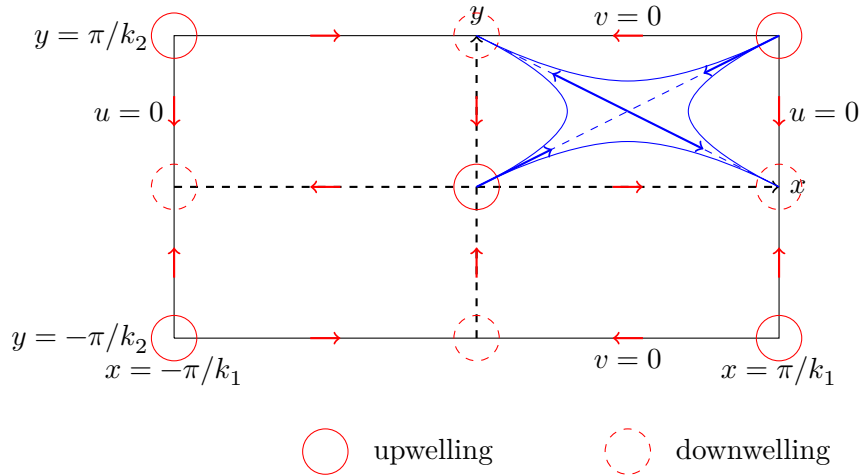 y
v = 0
y = π/k₂
u = 0
u = 0
x
y = −π/k₂
v = 0
x = −π/k₁
x = π/k₁
upwelling
downwelling